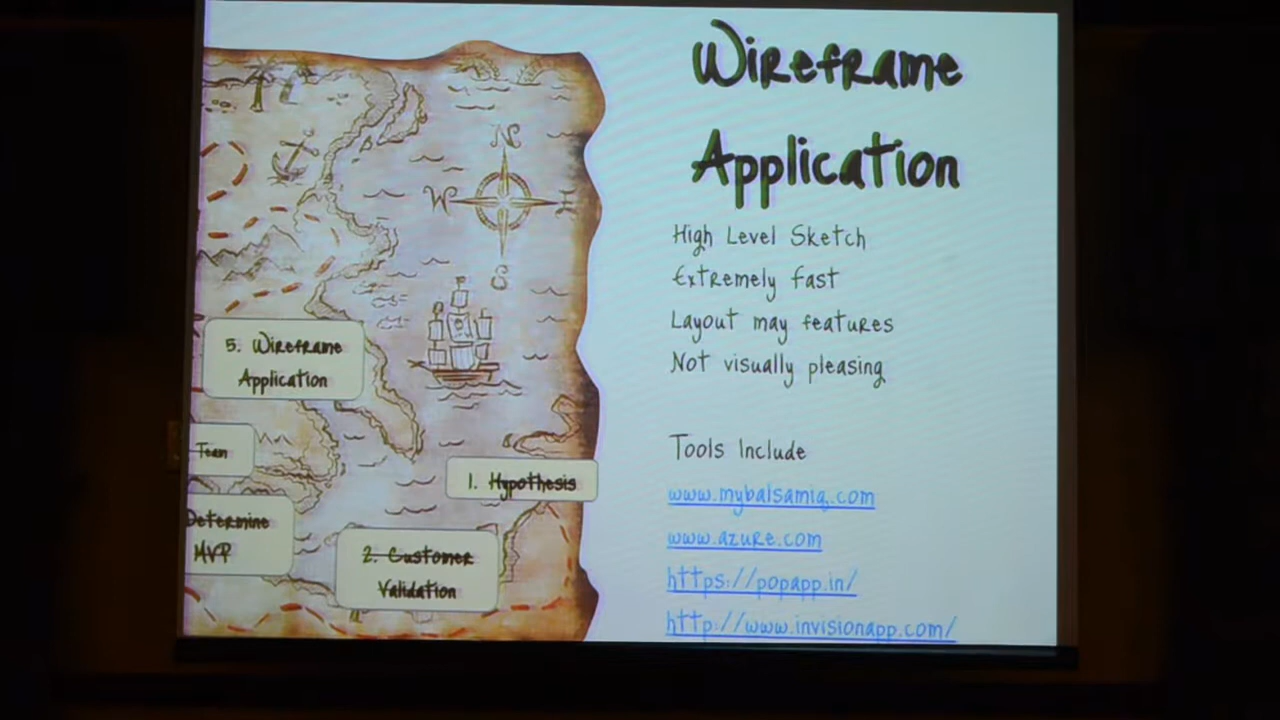 Wireframe
Application
High Level Sketch
Extremely fast
Layout may features
Not visually pleasing
Tools Include
www.mybalsamiq.com
www.azure.com
https://popapp.in/
http://www.invisionapp.com/
N
W
E
S
5. Wireframe
Application
Team
Determine
MVP
1. Hypothesis
2. Customer
Validation